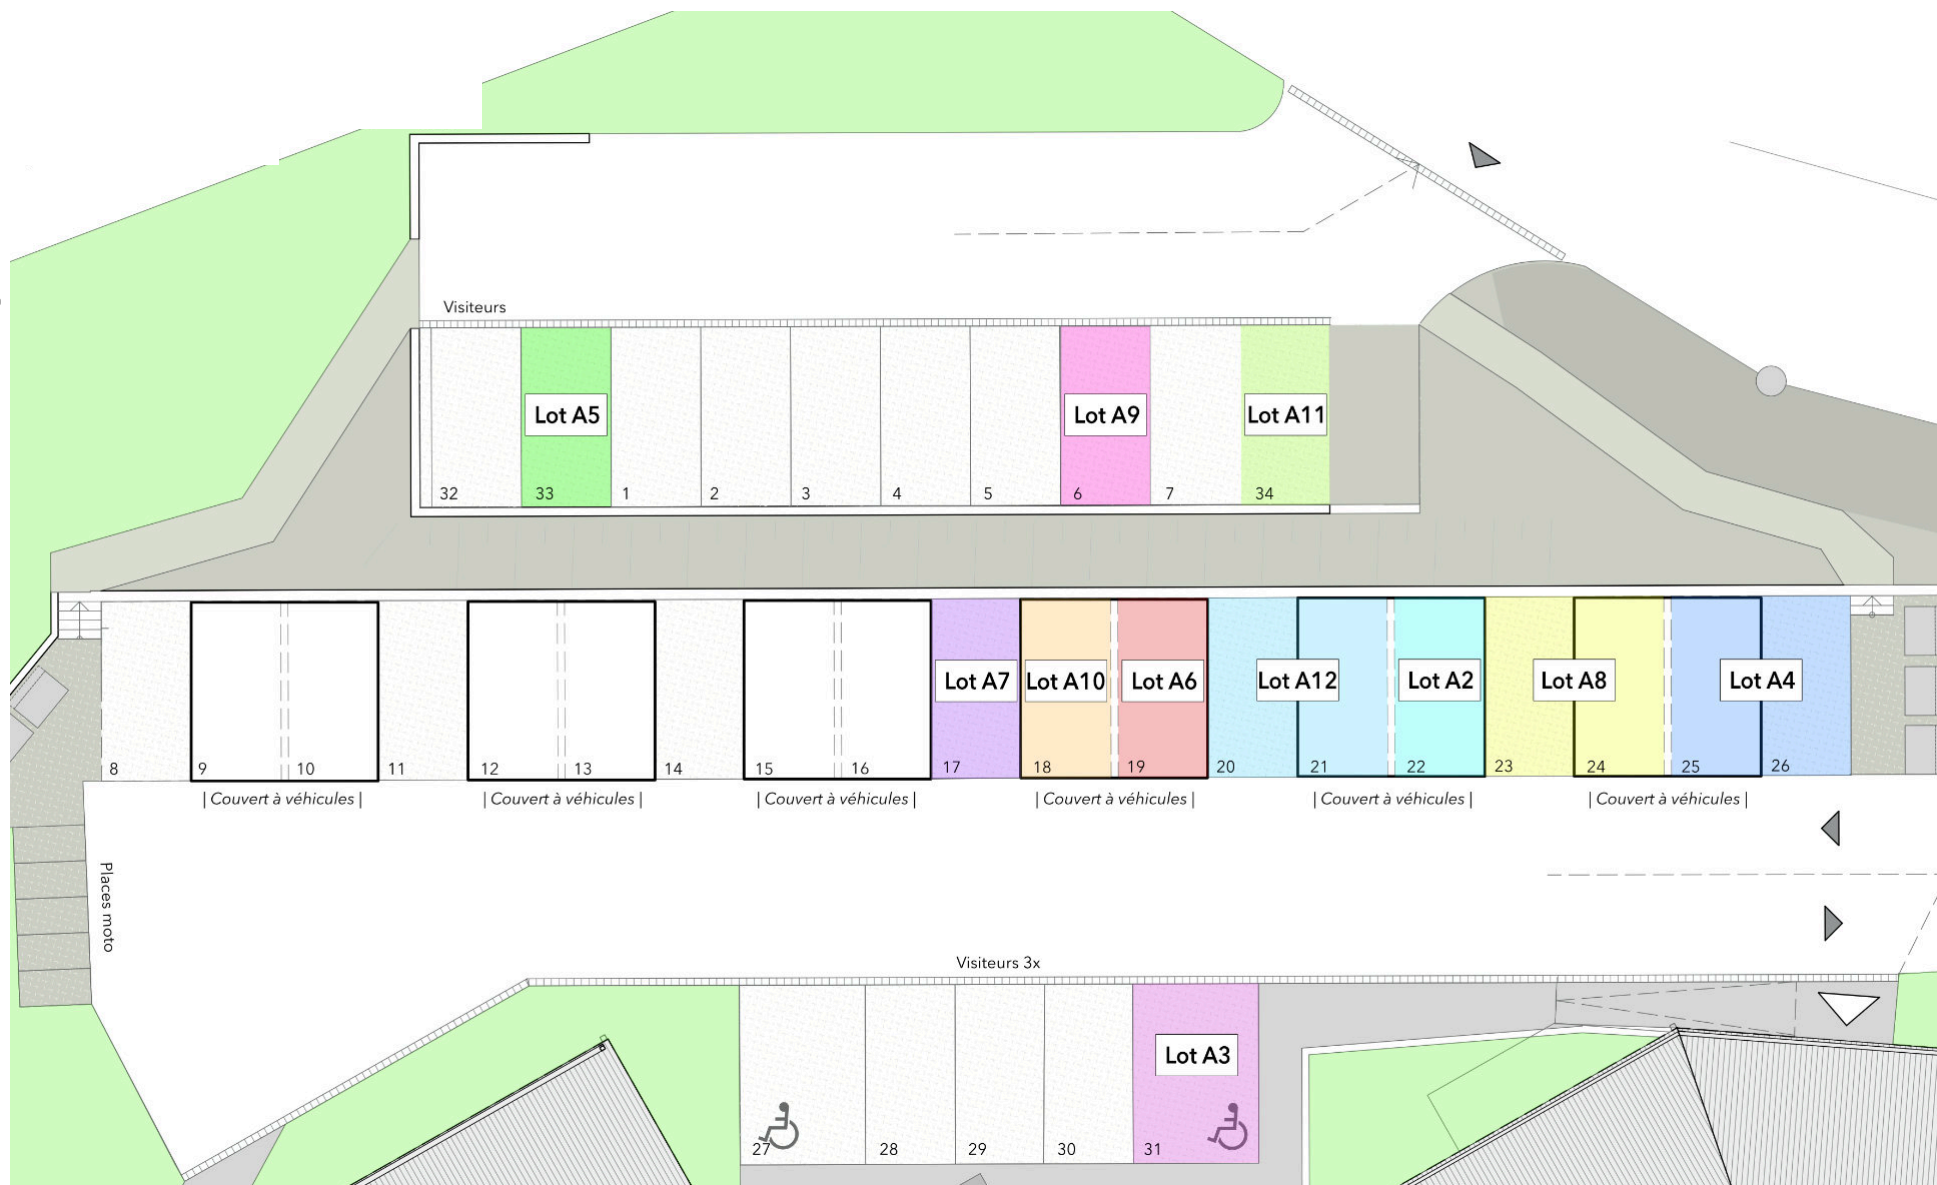 Visiteurs
Lot A5
Lot A9
Lot A11
32
33
1
2
3
4
5
6
7
34
Lot A7
Lot A10
Lot A6
Lot A12
Lot A2
Lot A8
Lot A4
8
9
10
11
12
13
14
15
16
17
18
19
20
21
22
23
24
25
26
| Couvert à véhicules |
| Couvert à véhicules |
| Couvert à véhicules |
| Couvert à véhicules |
| Couvert à véhicules |
| Couvert à véhicules |
Places moto
Visiteurs 3x
Lot A3
27
28
29
30
31